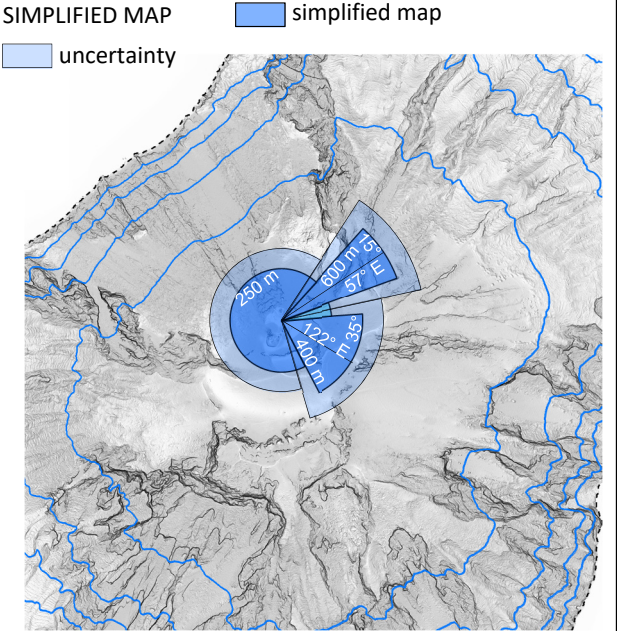 SIMPLIFIED MAP
simplified map
uncertainty
250 m
600 m
15°
57° E
122°
E 35°
400 m